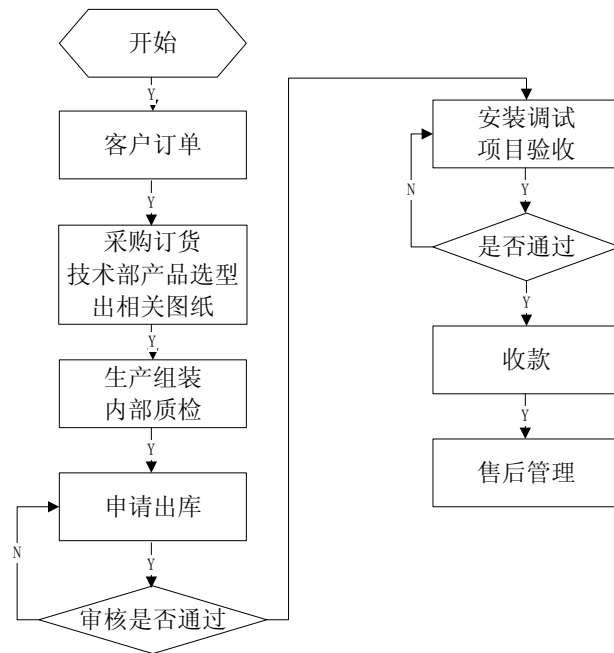 开始
Y
客户订单
Y
采购订货
技术部产品选型
出相关图纸
Y
生产组装
内部质检
Y
申请出库
N
Y
审核是否通过
安装调试
项目验收
N
Y
是否通过
Y
收款
Y
售后管理